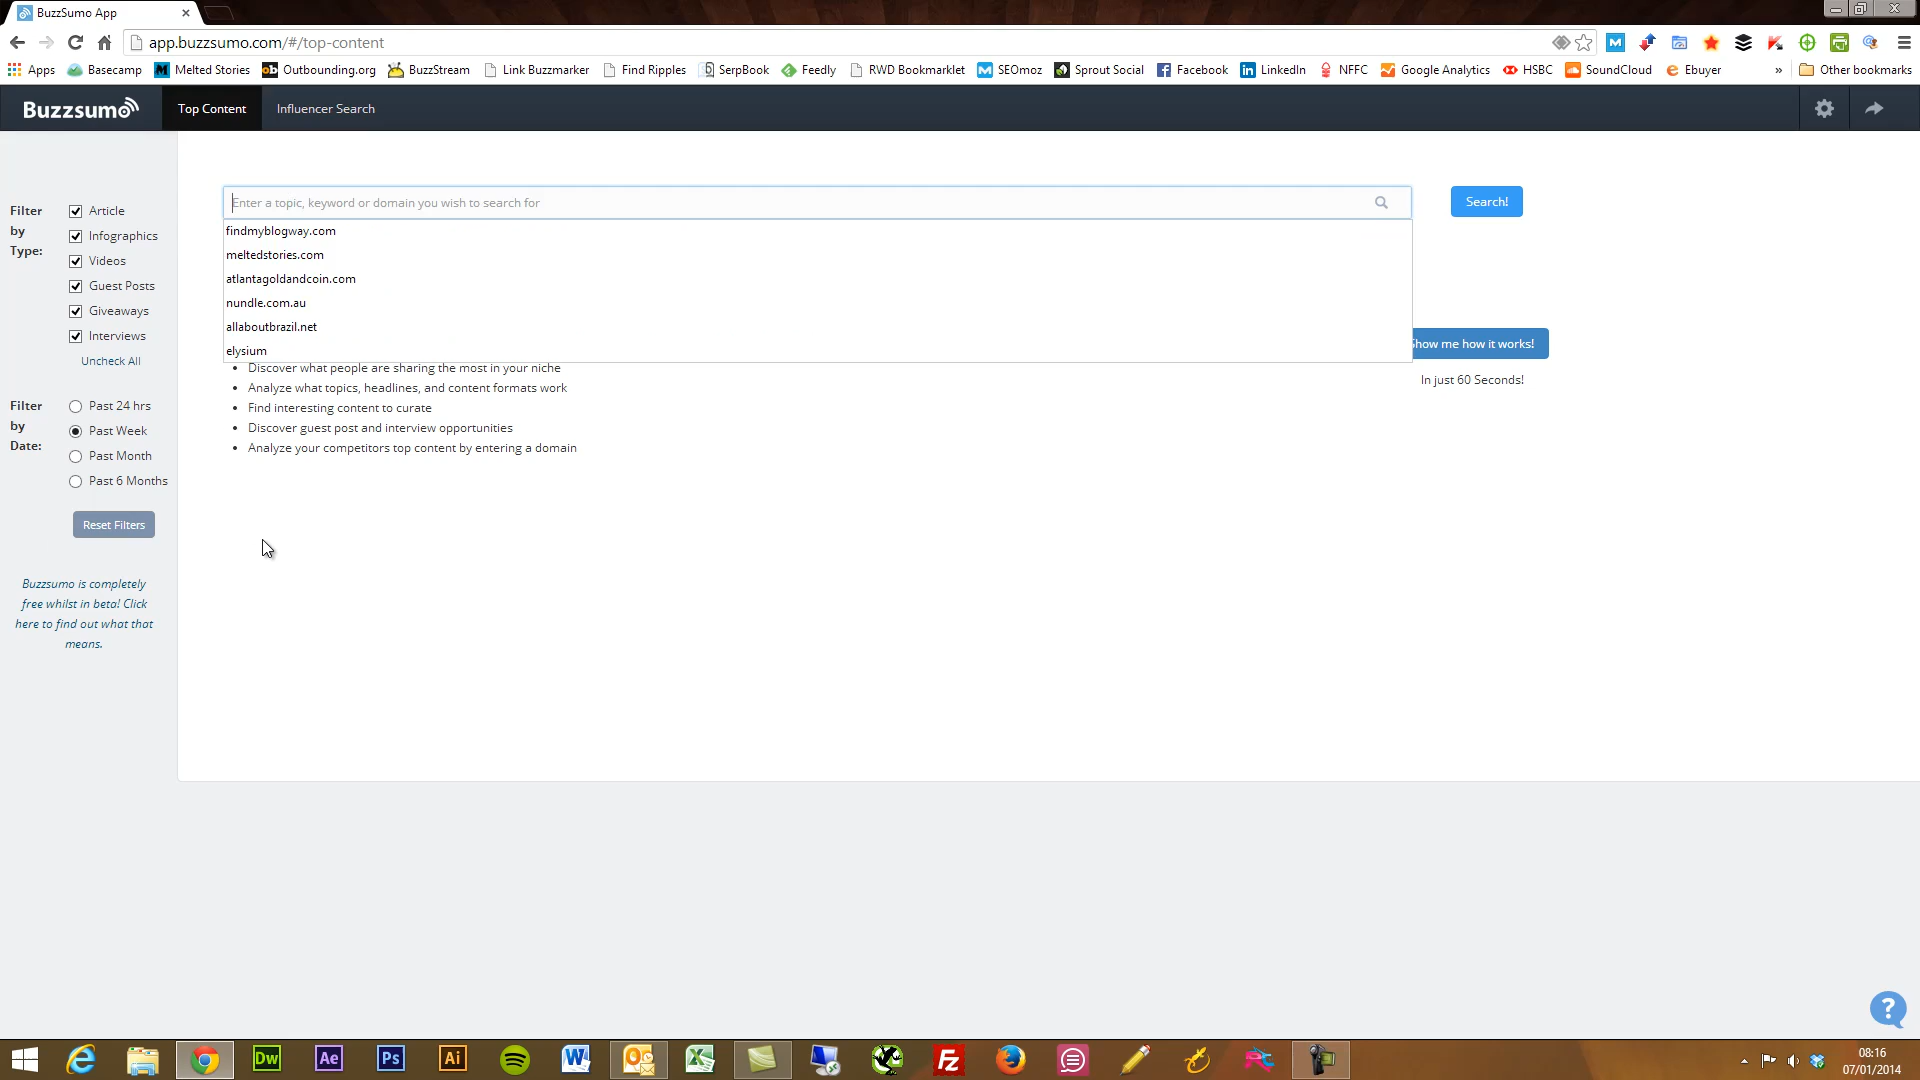 BuzzSumo App
app.buzzsumo.com/#/top-content
Apps Basecamp Melted Stories Outbounding.org BuzzStream Link Buzzmarker Find Ripples SerpBook Feedly RWD Bookmarklet SEOmoz Sprout Social Facebook LinkedIn NFFC Google Analytics HSBC SoundCloud Ebuyer » Other bookmarks
Buzzsumo Top Content Influencer Search
Enter a topic, keyword or domain you wish to search for
Search!
findmyblogway.com
meltedstories.com
atlantagoldandcoin.com
nundle.com.au
allaboutbrazil.net
elysium
Filter by Type:
Article
Infographics
Videos
Guest Posts
Giveaways
Interviews
Uncheck All
Filter by Date:
Past 24 hrs
Past Week
Past Month
Past 6 Months
Reset Filters
Buzzsumo is completely
free whilst in beta! Click
here to find out what that
means.
Discover what people are sharing the most in your niche
Analyze what topics, headlines, and content formats work
Find interesting content to curate
Discover guest post and interview opportunities
Analyze your competitors top content by entering a domain
Show me how it works!
In just 60 Seconds!
?
Dw Ae Ps Ai
08:16
07/01/2014